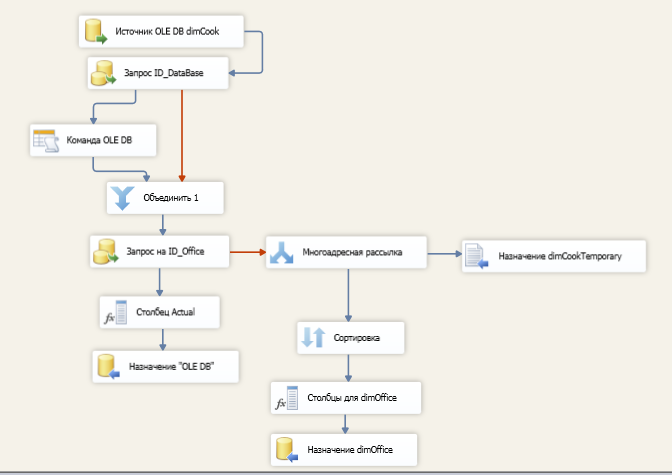 Источник OLE DB dimCook
Запрос ID_DataBase
Команда OLE DB
Объединить 1
Запрос на ID_Office
Многоадресная рассылка
Назначение dimCookTemporary
Столбец Actual
Сортировка
Назначение "OLE DB"
Столбцы для dimOffice
Назначение dimOffice